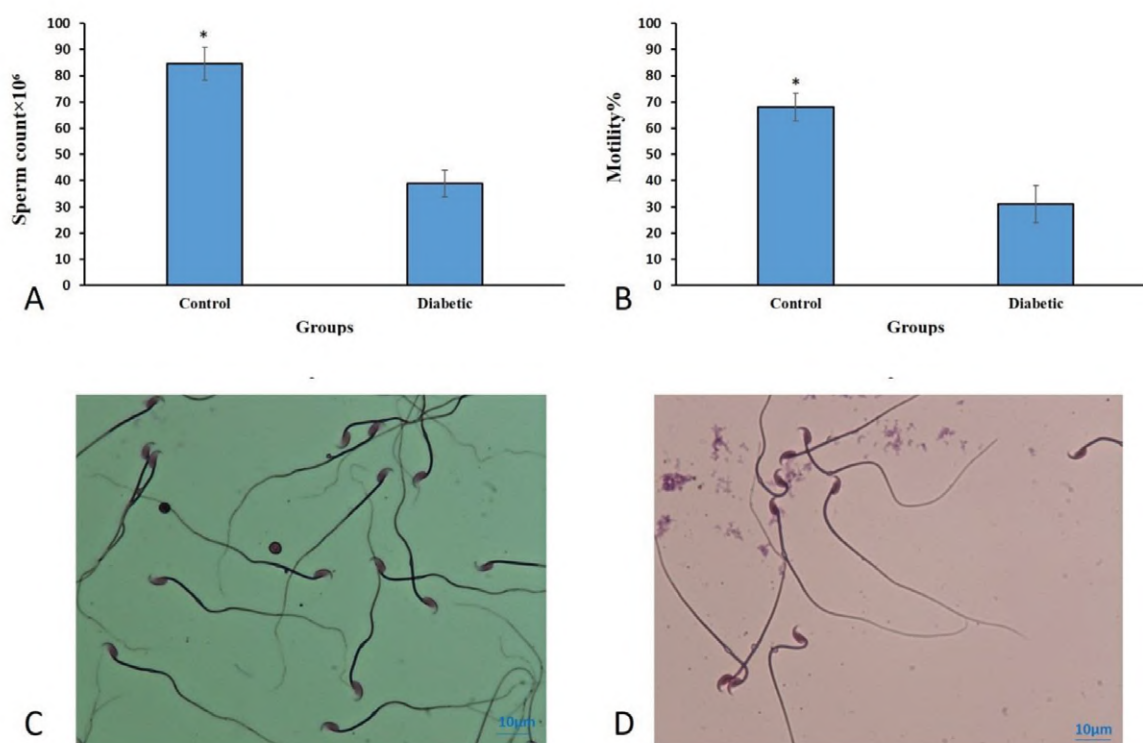 100
90
80
70
60
50
40
30
20
10
0
Sperm count×10⁶
*
Control
Diabetic
Groups
A
100
90
80
70
60
50
40
30
20
10
0
Motility%
*
Control
Diabetic
Groups
B
C
10μm
D
10μm